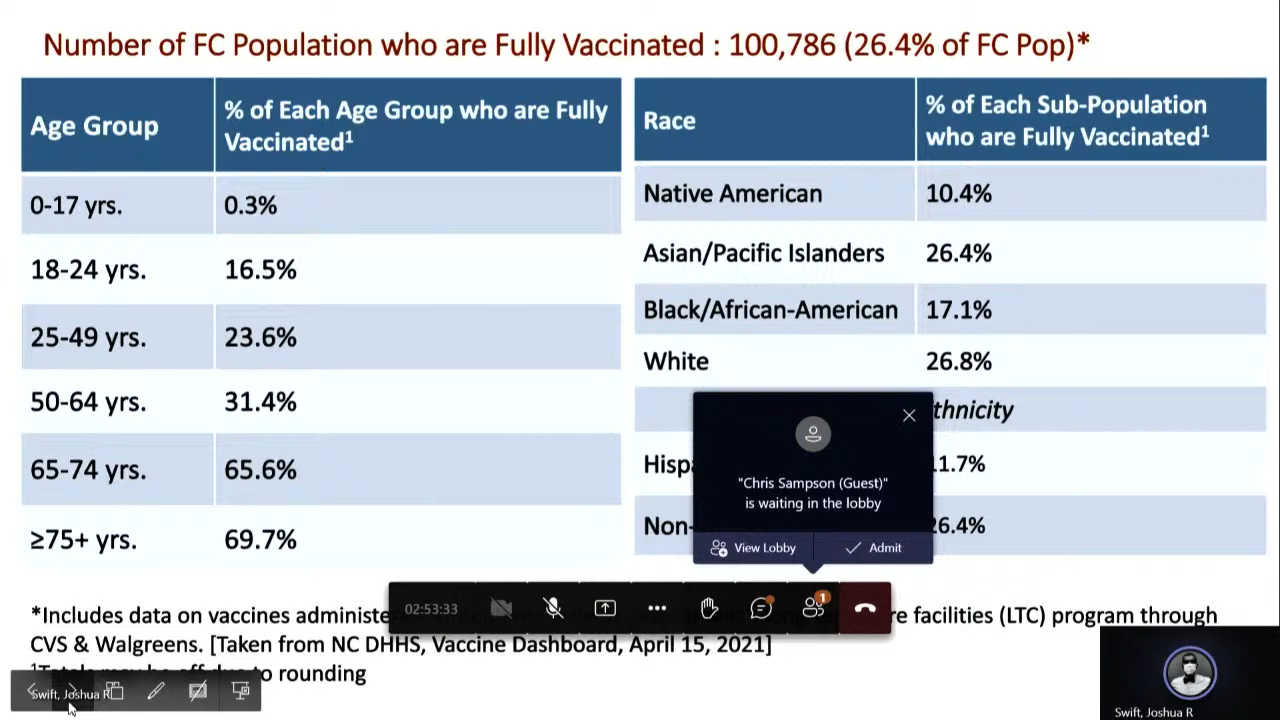 Number of FC Population who are Fully Vaccinated : 100,786 (26.4% of FC Pop)*
Age Group
% of Each Age Group who are Fully
Vaccinated¹
0-17 yrs.
0.3%
18-24 yrs.
16.5%
25-49 yrs.
23.6%
50-64 yrs.
31.4%
65-74 yrs.
65.6%
≥75+ yrs.
69.7%
Race
% of Each Sub-Population
who are Fully Vaccinated¹
Native American
10.4%
Asian/Pacific Islanders
26.4%
Black/African-American
17.1%
White
26.8%
thnicity
Hispa
11.7%
Non-
26.4%
"Chris Sampson (Guest)"
is waiting in the lobby
View Lobby
Admit
02:53:33
1
*Includes data on vaccines administe re facilities (LTC) program through
CVS & Walgreens. [Taken from NC DHHS, Vaccine Dashboard, April 15, 2021]
¹Totals may be off due to rounding
Swift, Joshua R
Swift, Joshua R